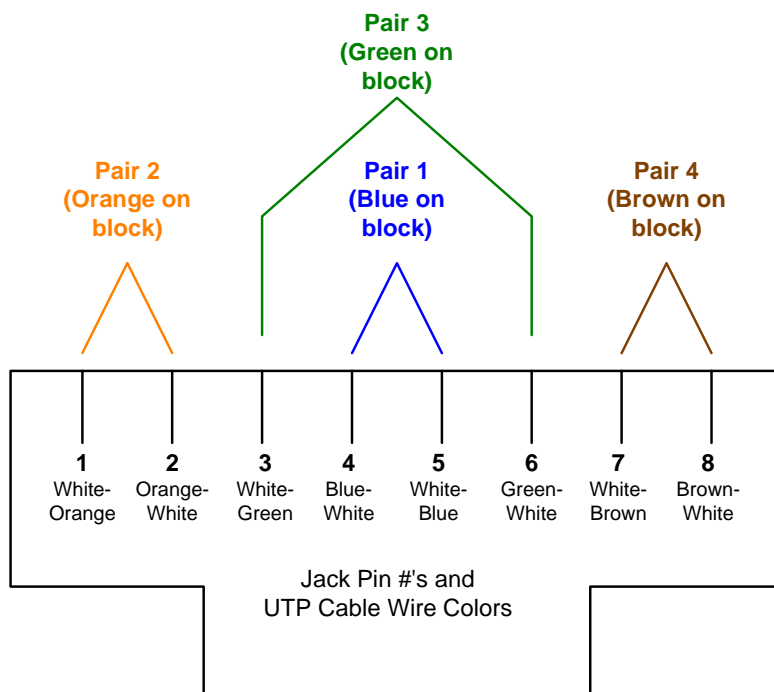 Pair 3
(Green on
block)
Pair 2
(Orange on
block)
Pair 1
(Blue on
block)
Pair 4
(Brown on
block)
1
White-
Orange
2
Orange-
White
3
White-
Green
4
Blue-
White
5
White-
Blue
6
Green-
White
7
White-
Brown
8
Brown-
White
Jack Pin #'s and
UTP Cable Wire Colors